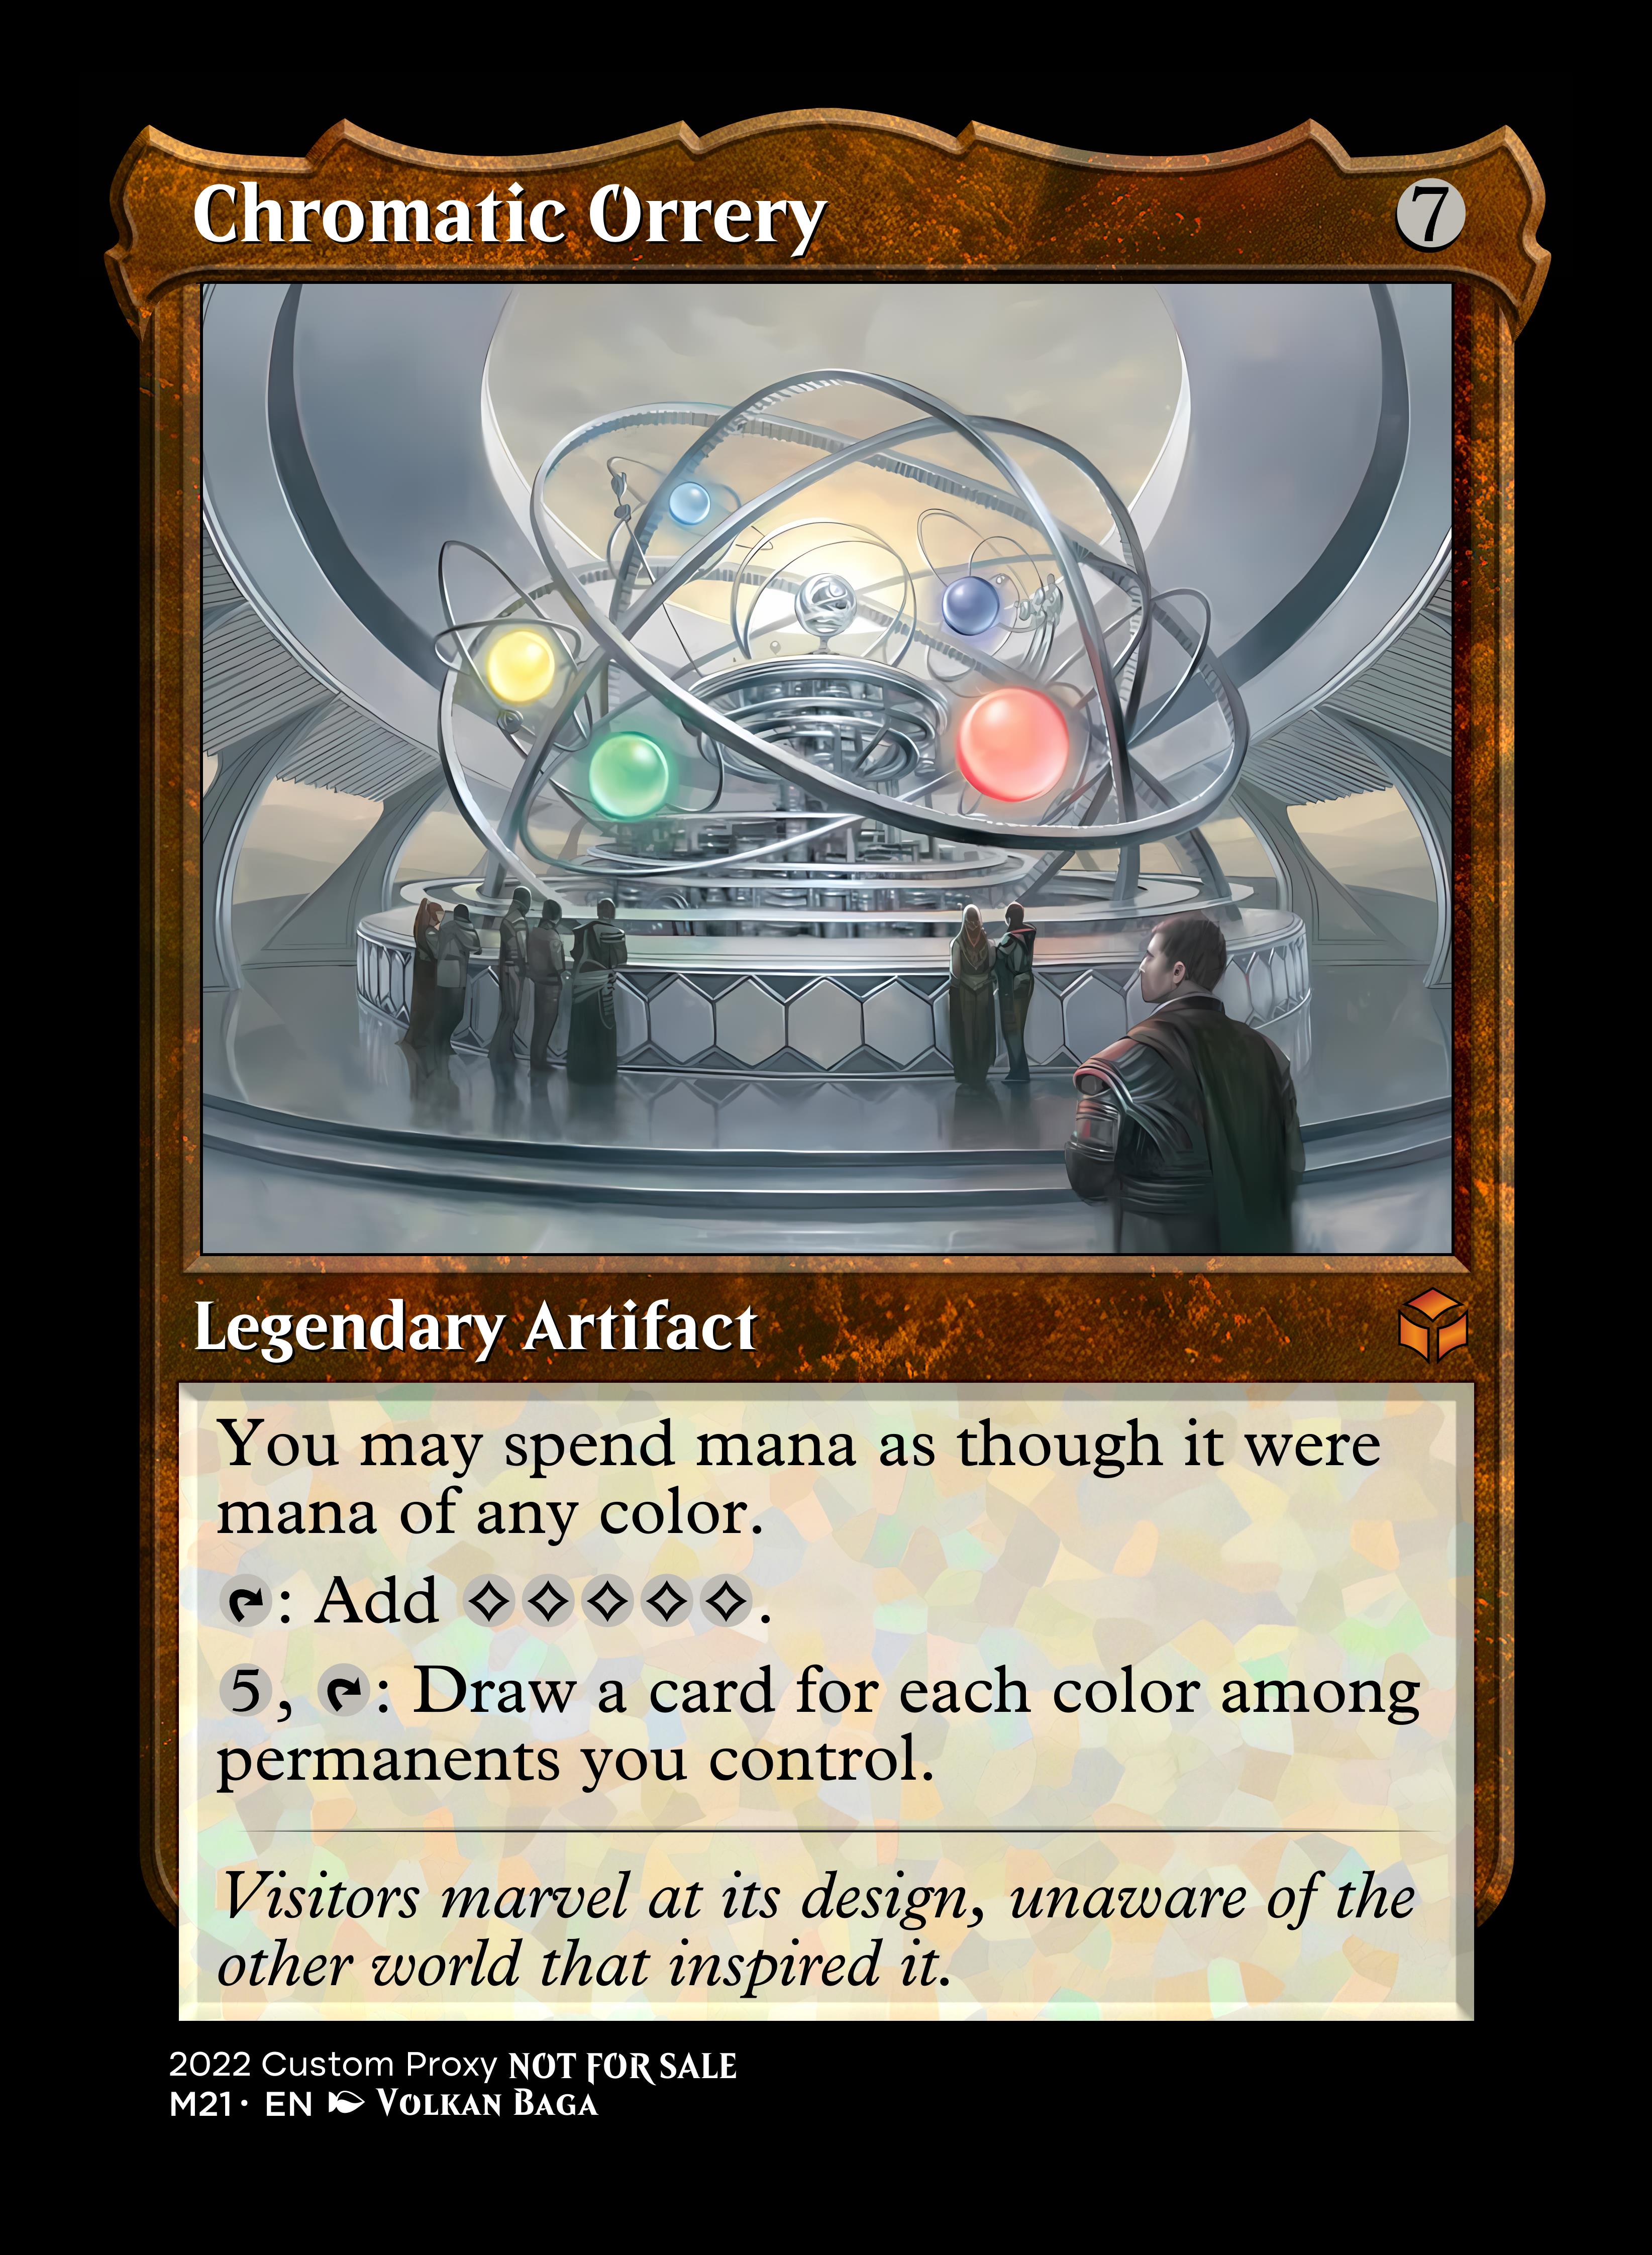 Chromatic Orrery 7
Legendary Artifact
You may spend mana as though it were
mana of any color.
: Add .
5, : Draw a card for each color among
permanents you control.
Visitors marvel at its design, unaware of the
other world that inspired it.
2022 Custom Proxy NOT FOR SALE
M21 · EN VOLKAN BAGA